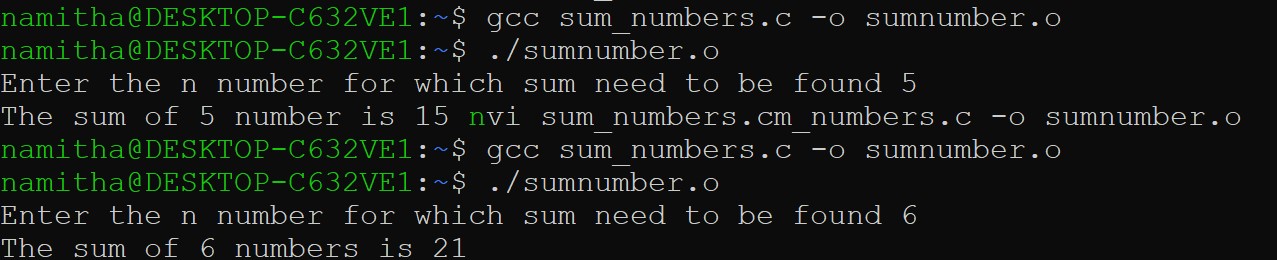 namitha@DESKTOP-C632VE1:~$ gcc sum_numbers.c -o sumnumber.o
namitha@DESKTOP-C632VE1:~$ ./sumnumber.o
Enter the n number for which sum need to be found 5
The sum of 5 number is 15 nvi sum_numbers.cm_numbers.c -o sumnumber.o
namitha@DESKTOP-C632VE1:~$ gcc sum_numbers.c -o sumnumber.o
namitha@DESKTOP-C632VE1:~$ ./sumnumber.o
Enter the n number for which sum need to be found 6
The sum of 6 numbers is 21